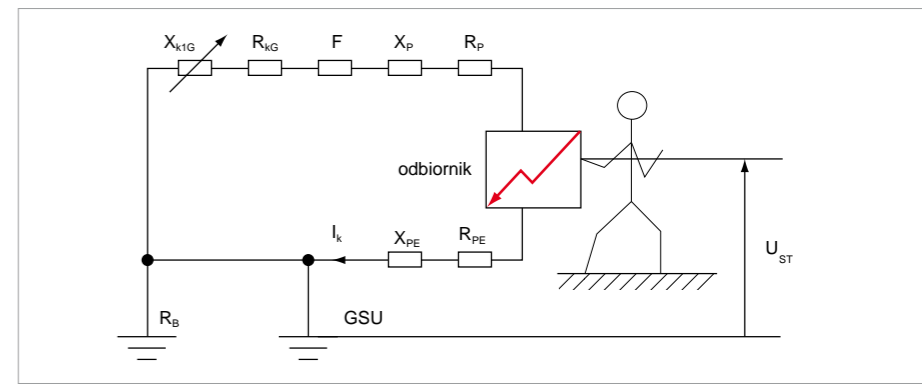 X_k1G R_kG F X_P R_P
odbiornik
I_k X_PE R_PE
U_ST
R_B GSU